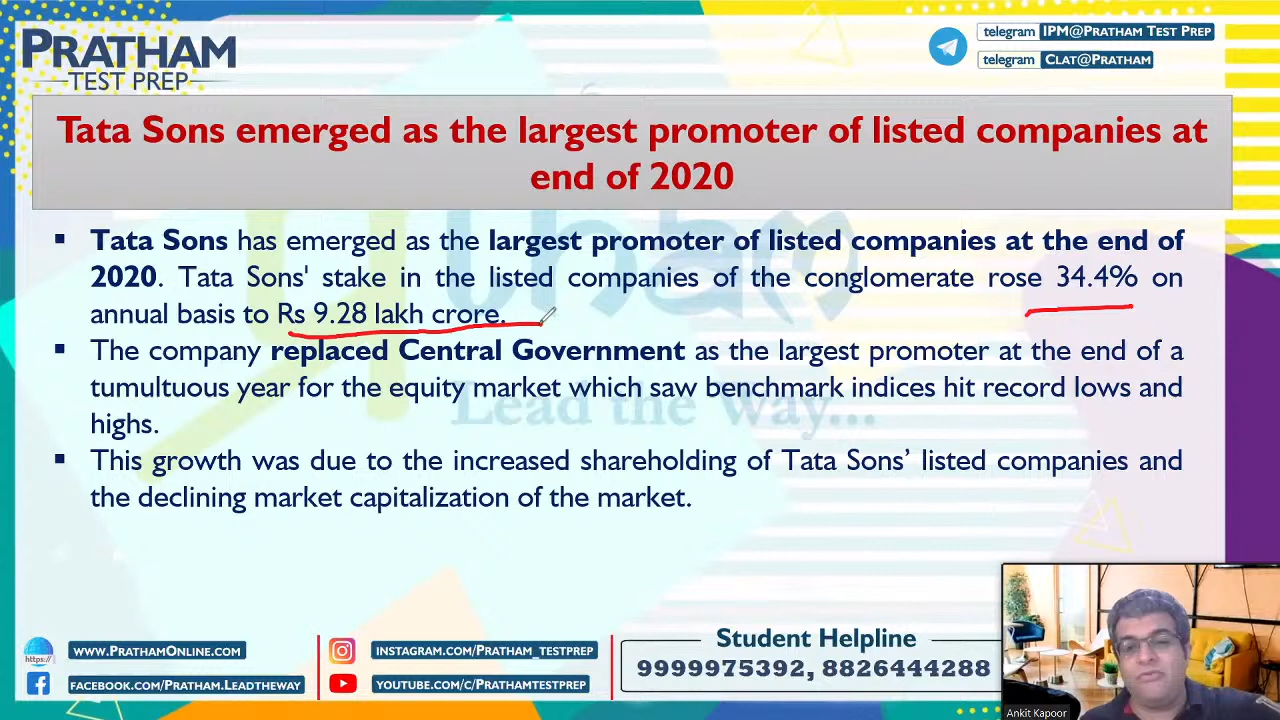 PRATHAM
TEST PREP
telegram IPM@PRATHAM TEST PREP
telegram CLAT@PRATHAM
Tata Sons emerged as the largest promoter of listed companies at
end of 2020
▪ Tata Sons has emerged as the largest promoter of listed companies at the end of
2020. Tata Sons' stake in the listed companies of the conglomerate rose 34.4% on
annual basis to Rs 9.28 lakh crore.
▪ The company replaced Central Government as the largest promoter at the end of a
tumultuous year for the equity market which saw benchmark indices hit record lows and
highs.
▪ This growth was due to the increased shareholding of Tata Sons’ listed companies and
the declining market capitalization of the market.
Lead the Way...
https://
WWW.PRATHAMONLINE.COM
FACEBOOK.COM/PRATHAM.LEADTHEWAY
INSTAGRAM.COM/PRATHAM_TESTPREP
YOUTUBE.COM/C/PRATHAMTESTPREP
Student Helpline
9999975392, 8826444288
Ankit Kapoor